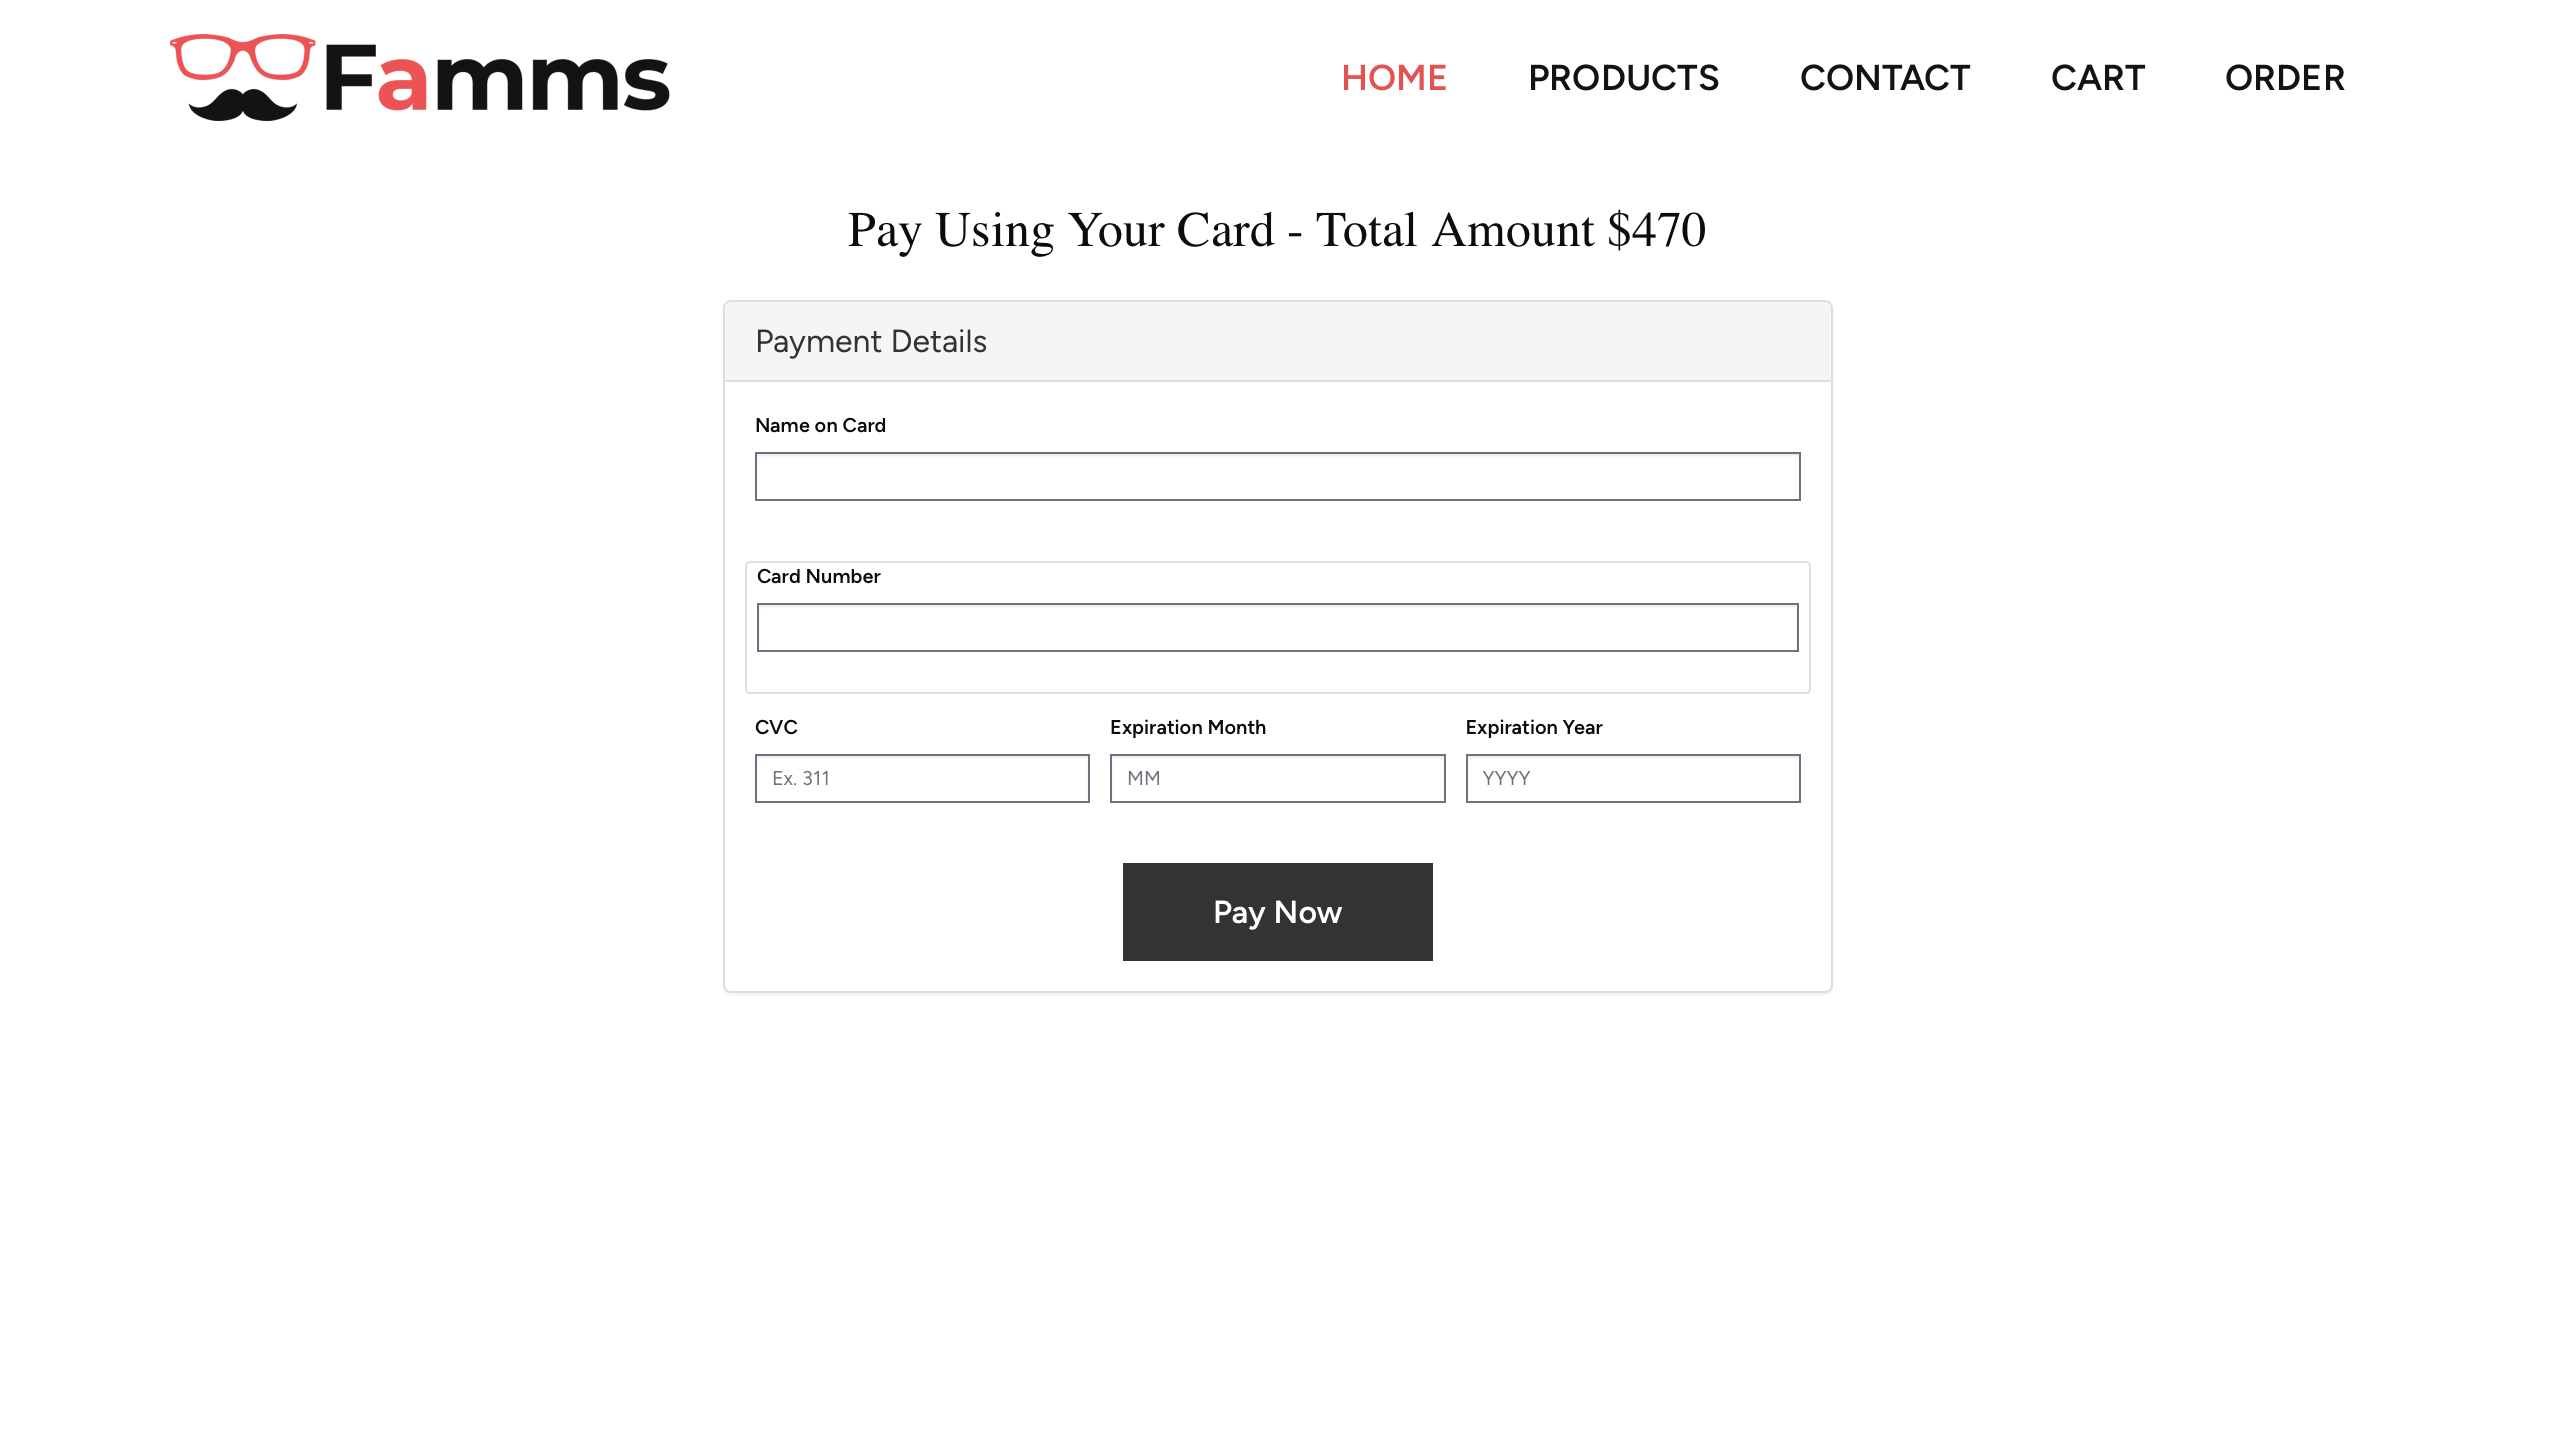 Famms
HOME PRODUCTS CONTACT CART ORDER
Pay Using Your Card - Total Amount $470
Payment Details
Name on Card
Card Number
CVC Expiration Month Expiration Year
Ex. 311 MM YYYY
Pay Now